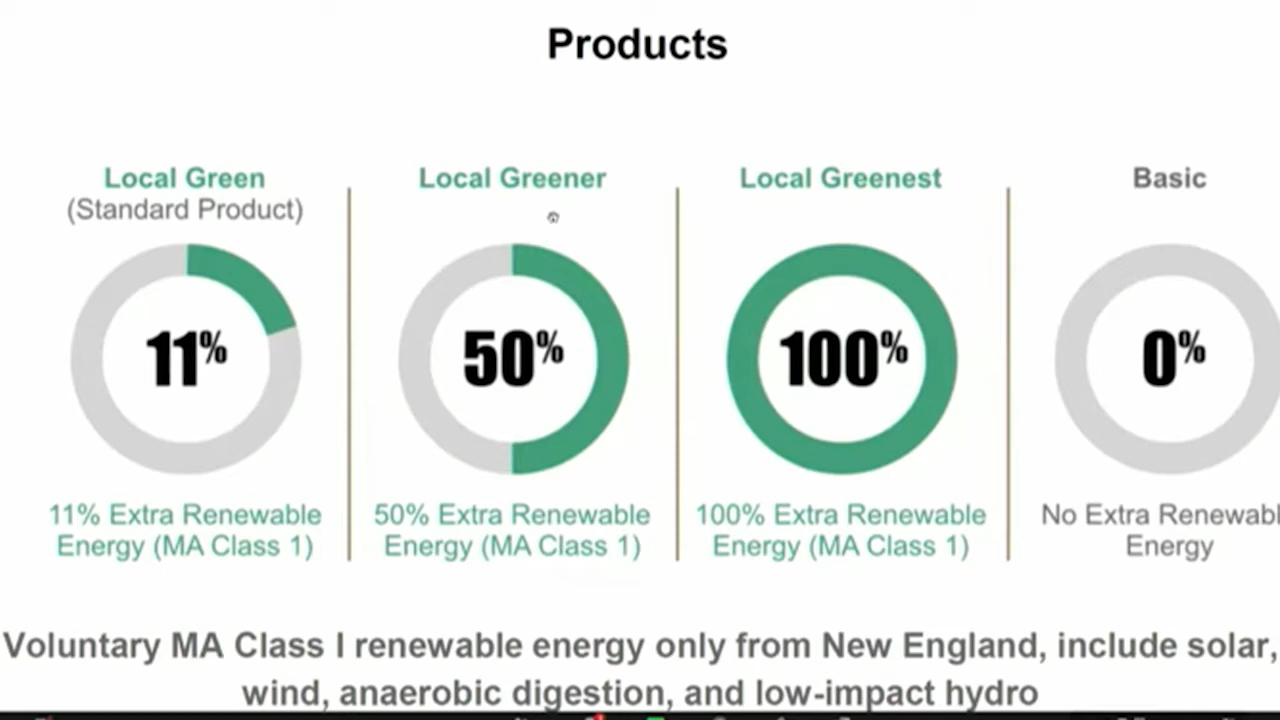 Products
Local Green
(Standard Product)
11%
11% Extra Renewable
Energy (MA Class 1)
Local Greener
50%
50% Extra Renewable
Energy (MA Class 1)
Local Greenest
100%
100% Extra Renewable
Energy (MA Class 1)
Basic
0%
No Extra Renewabl
Energy
Voluntary MA Class I renewable energy only from New England, include solar,
wind, anaerobic digestion, and low-impact hydro